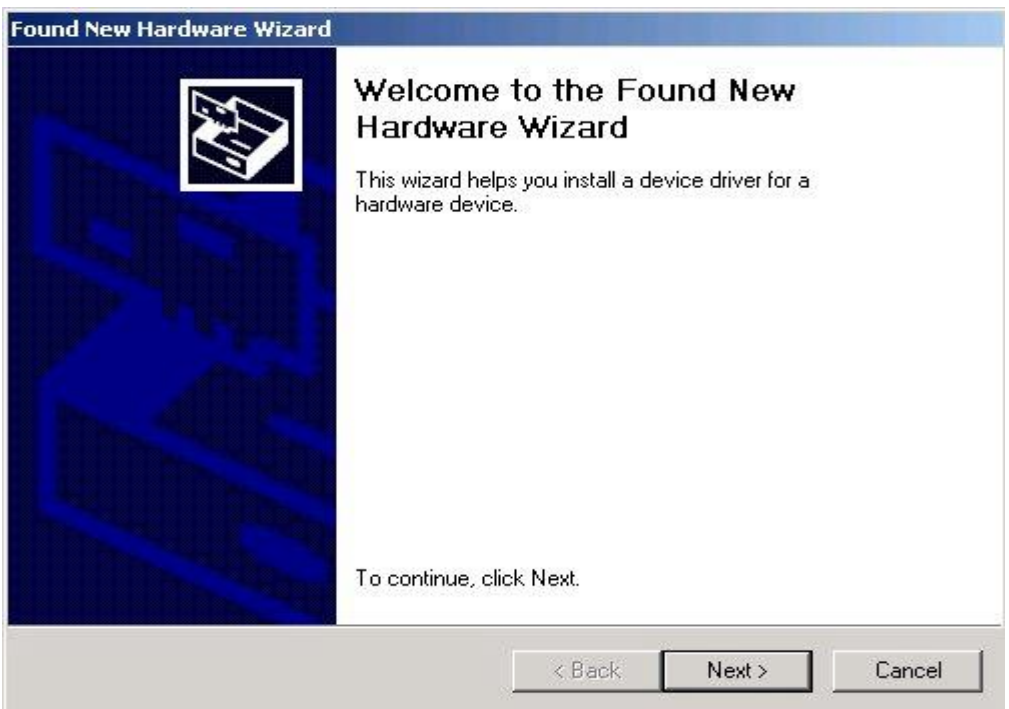 Found New Hardware Wizard
Welcome to the Found New
Hardware Wizard
This wizard helps you install a device driver for a
hardware device.
To continue, click Next.
< Back
Next >
Cancel